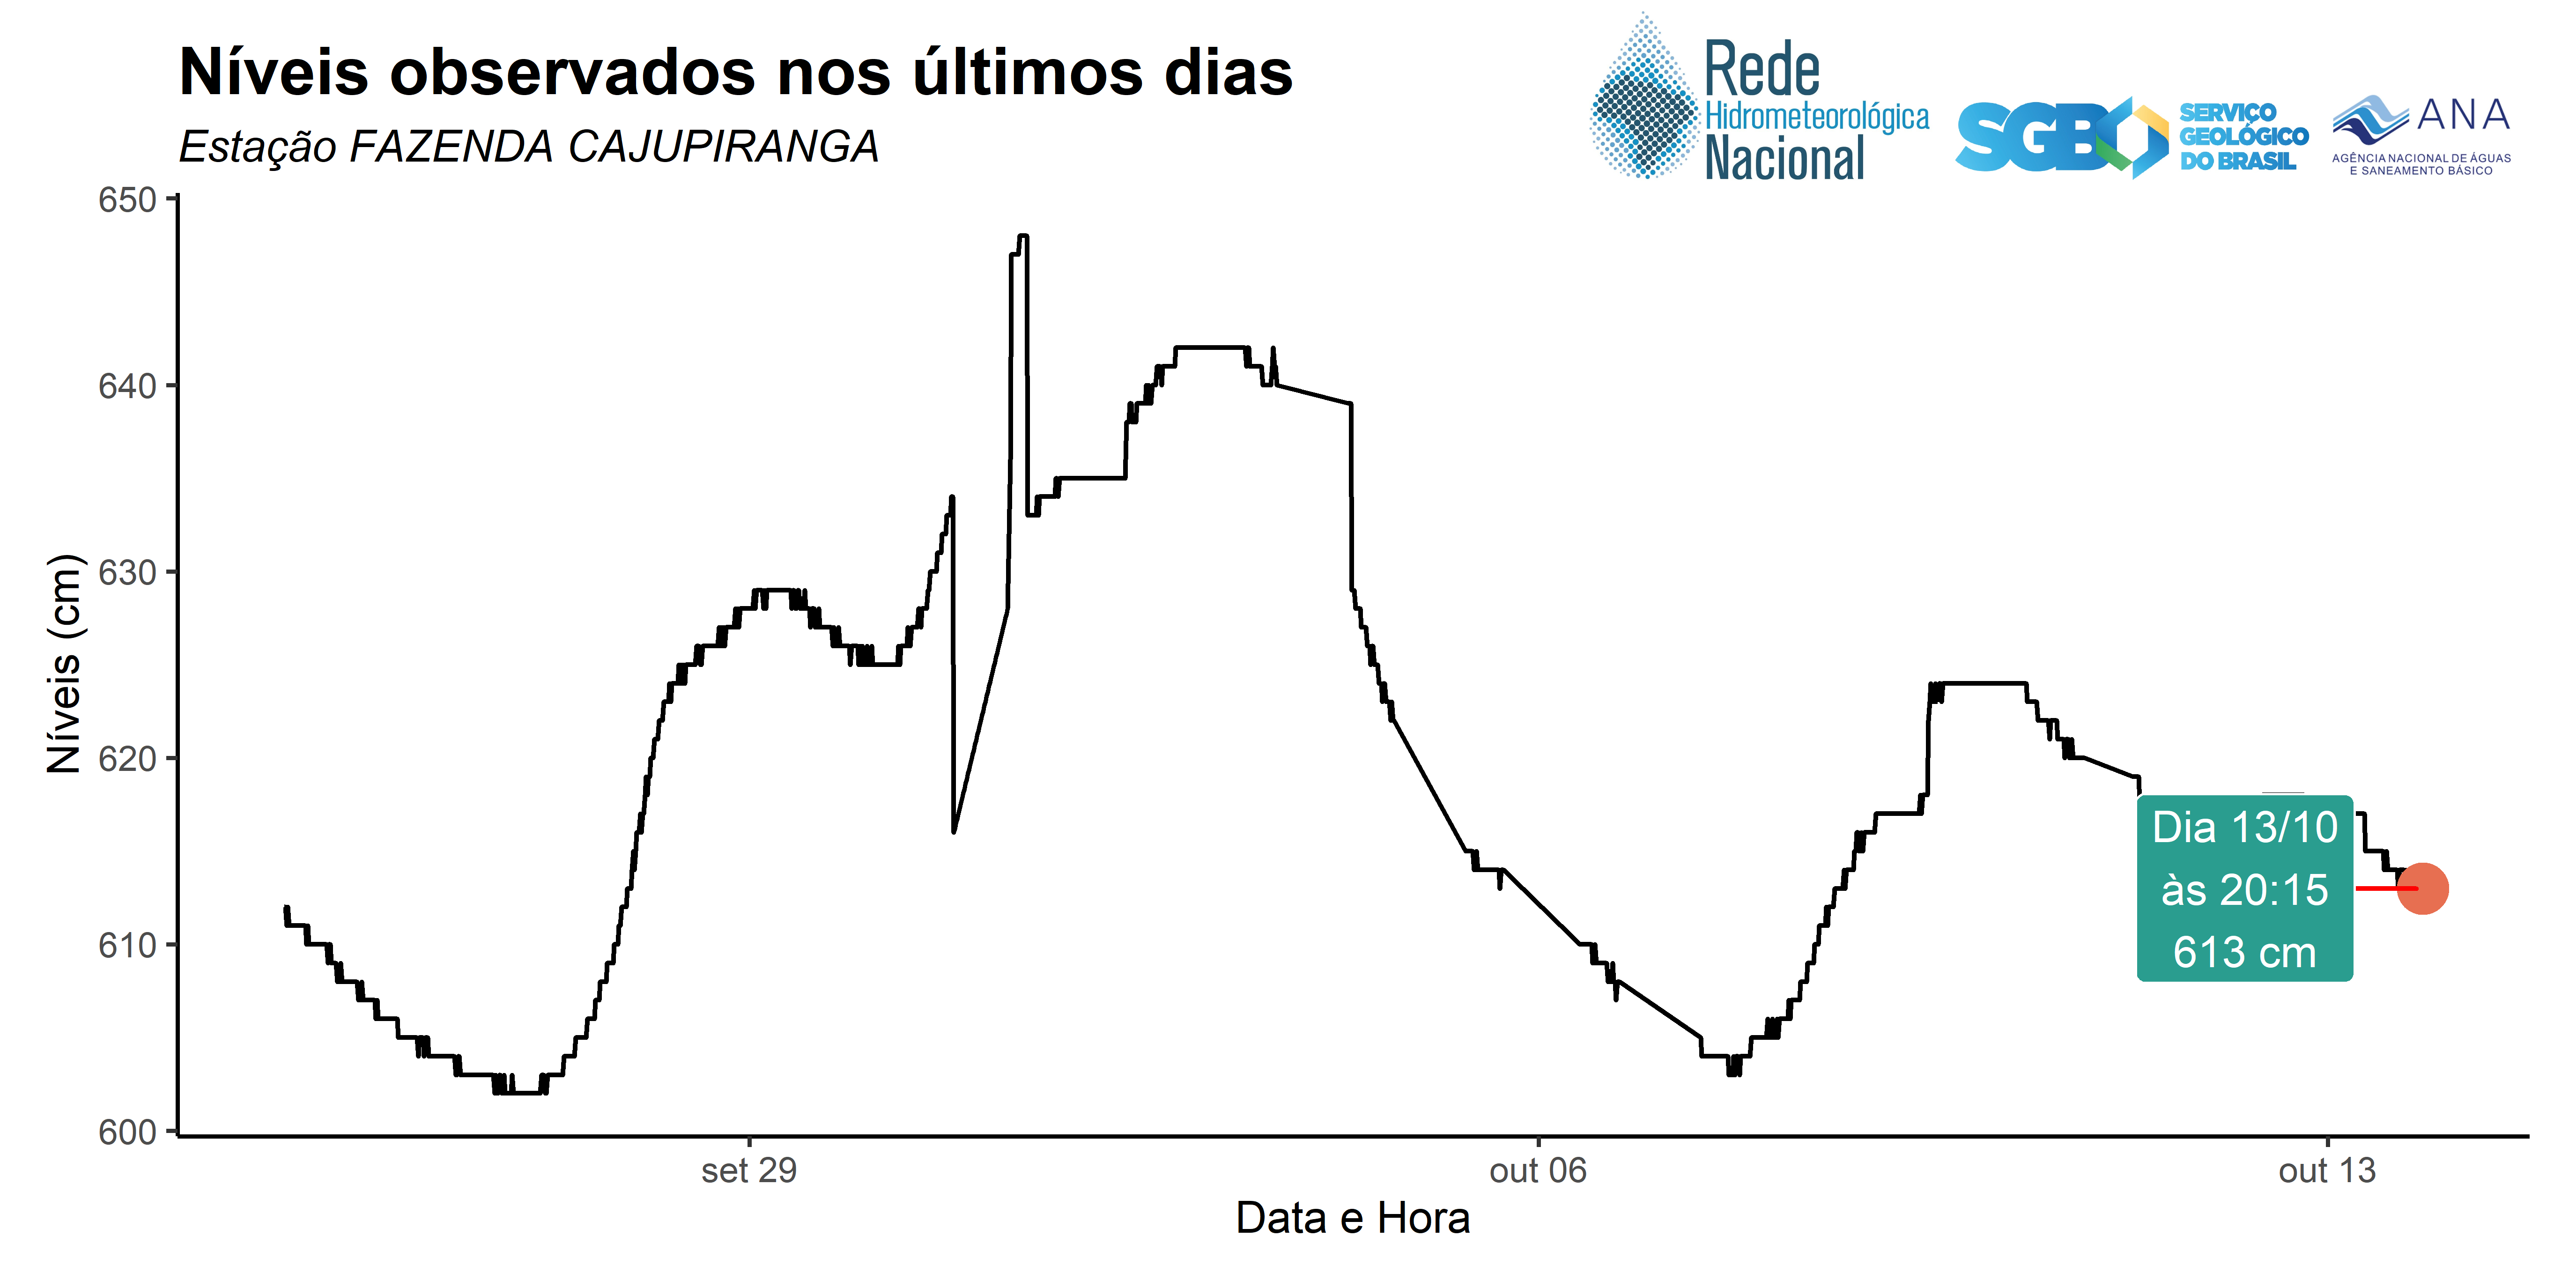 Níveis observados nos últimos dias
Estação FAZENDA CAJUPIRANGA
Rede
Hidrometeorológica
Nacional
SGB
SERVIÇO
GEOLÓGICO
DO BRASIL
ANA
AGÊNCIA NACIONAL DE ÁGUAS
E SANEAMENTO BÁSICO
Níveis (cm)
650
640
630
620
610
600
Dia 13/10
às 20:15
613 cm
set 29
out 06
out 13
Data e Hora